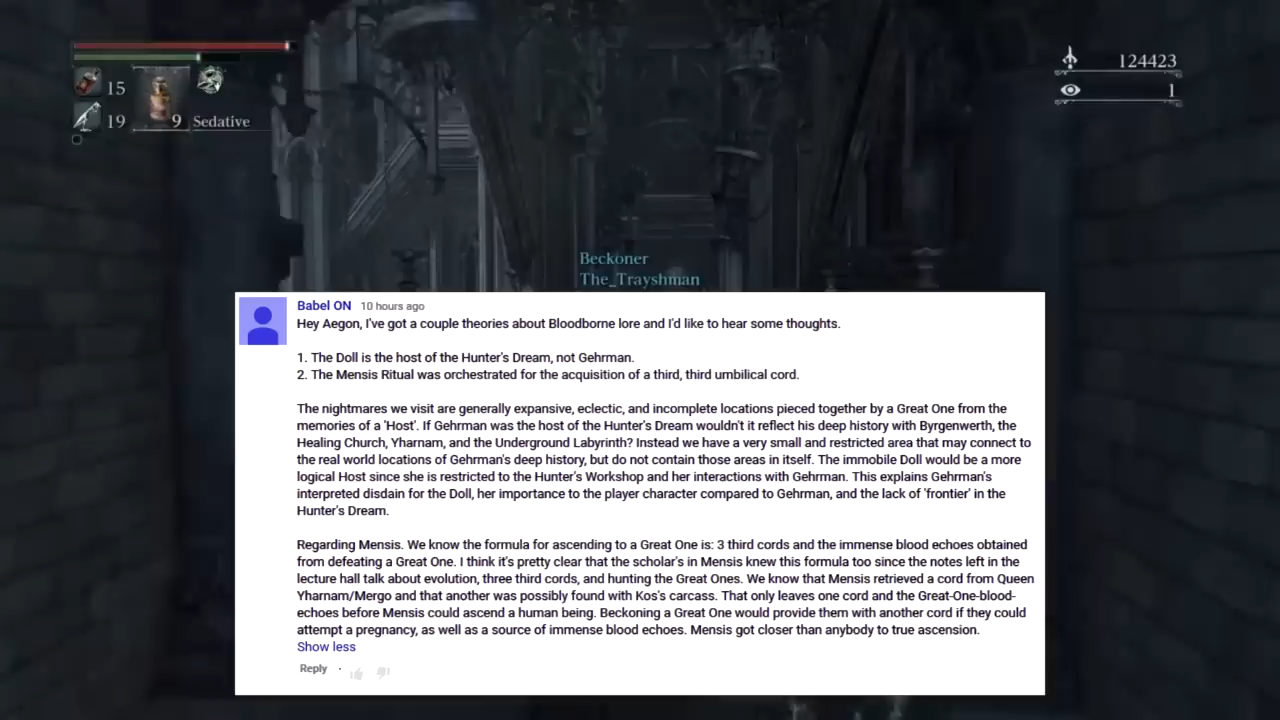 124423
15
1
19
9 Sedative
Beckoner
The_Trayshman
Babel ON 10 hours ago
Hey Aegon, I've got a couple theories about Bloodborne lore and I'd like to hear some thoughts.
1. The Doll is the host of the Hunter's Dream, not Gehrman.
2. The Mensis Ritual was orchestrated for the acquisition of a third, third umbilical cord.
The nightmares we visit are generally expansive, eclectic, and incomplete locations pieced together by a Great One from the
memories of a 'Host'. If Gehrman was the host of the Hunter's Dream wouldn't it reflect his deep history with Byrgenwerth, the
Healing Church, Yharnam, and the Underground Labyrinth? Instead we have a very small and restricted area that may connect to
the real world locations of Gehrman's deep history, but do not contain those areas in itself. The immobile Doll would be a more
logical Host since she is restricted to the Hunter's Workshop and her interactions with Gehrman. This explains Gehrman's
interpreted disdain for the Doll, her importance to the player character compared to Gehrman, and the lack of 'frontier' in the
Hunter's Dream.
Regarding Mensis. We know the formula for ascending to a Great One is: 3 third cords and the immense blood echoes obtained
from defeating a Great One. I think it's pretty clear that the scholar's in Mensis knew this formula too since the notes left in the
lecture hall talk about evolution, three third cords, and hunting the Great Ones. We know that Mensis retrieved a cord from Queen
Yharnam/Mergo and that another was possibly found with Kos's carcass. That only leaves one cord and the Great-One-blood-
echoes before Mensis could ascend a human being. Beckoning a Great One would provide them with another cord if they could
attempt a pregnancy, as well as a source of immense blood echoes. Mensis got closer than anybody to true ascension.
Show less
Reply ·